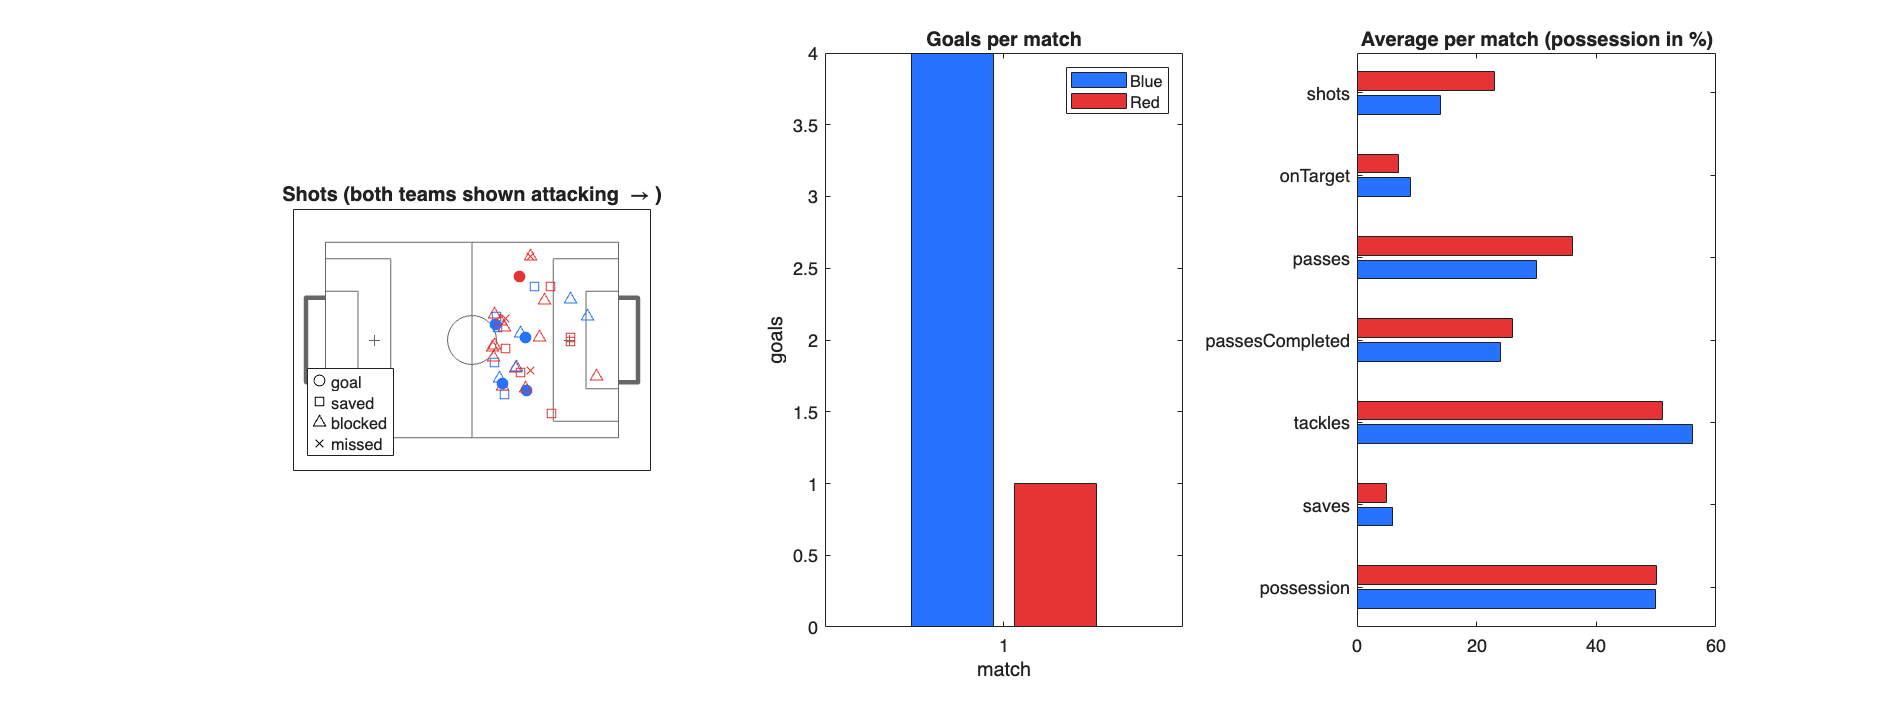 Shots (both teams shown attacking → )
goal
saved
blocked
missed
Goals per match
4
3.5
3
2.5
2
1.5
1
0.5
0
goals
1
match
Blue
Red
Average per match (possession in %)
shots
onTarget
passes
passesCompleted
tackles
saves
possession
0 20 40 60